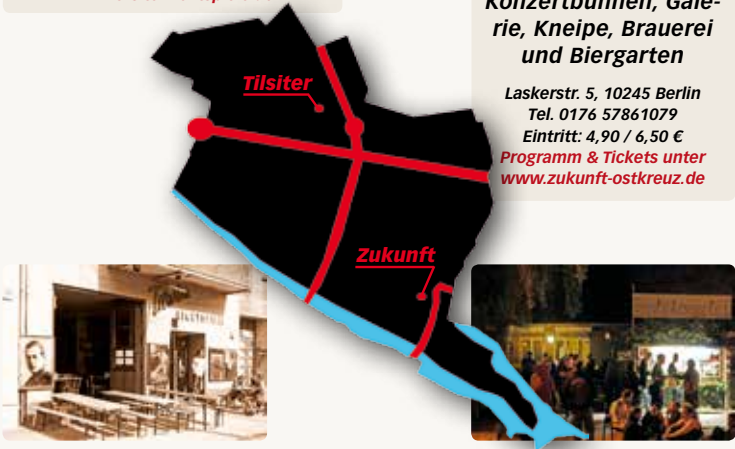 Konzertbühnen, Gale-
rie, Kneipe, Brauerei
und Biergarten
Laskerstr. 5, 10245 Berlin
Tel. 0176 57861079
Eintritt: 4,90 / 6,50 €
Programm & Tickets unter
www.zukunft-ostkreuz.de
Tilsiter
Zukunft